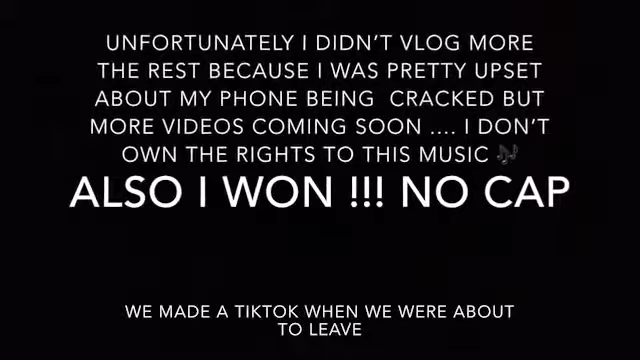 UNFORTUNATELY I DIDN'T VLOG MORE
THE REST BECAUSE I WAS PRETTY UPSET
ABOUT MY PHONE BEING CRACKED BUT
MORE VIDEOS COMING SOON .... I DON'T
OWN THE RIGHTS TO THIS MUSIC 🎶
ALSO I WON !!! NO CAP
WE MADE A TIKTOK WHEN WE WERE ABOUT
TO LEAVE